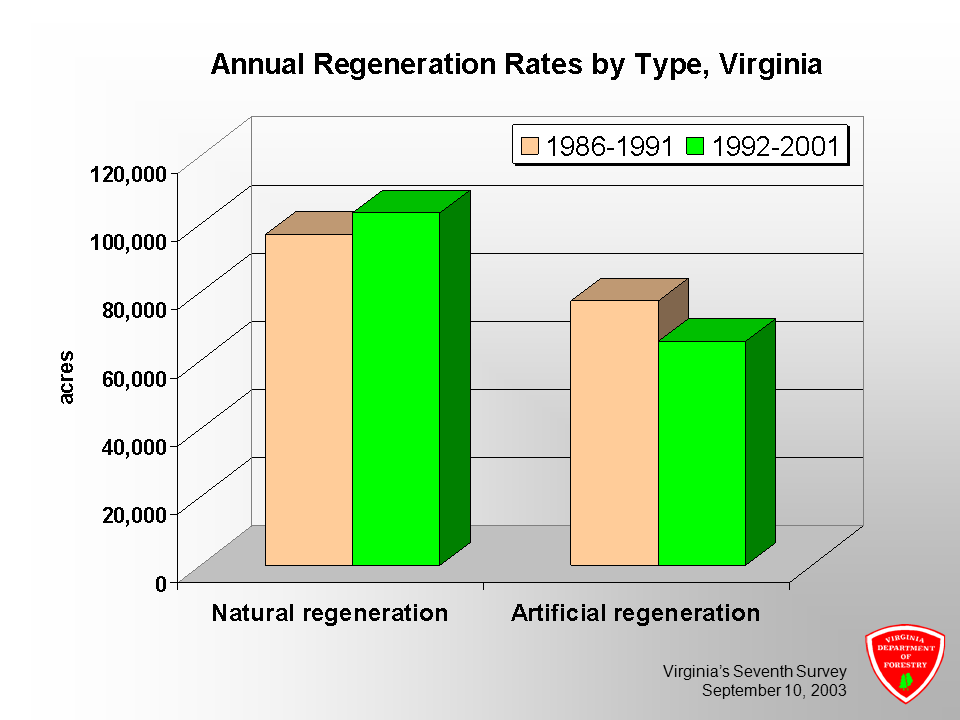 Annual Regeneration Rates by Type, Virginia
1986-1991 1992-2001
120,000
100,000
80,000
60,000
40,000
20,000
0
acres
Natural regeneration Artificial regeneration
Virginia's Seventh Survey
September 10, 2003
VIRGINIA
DEPARTMENT
OF
FORESTRY